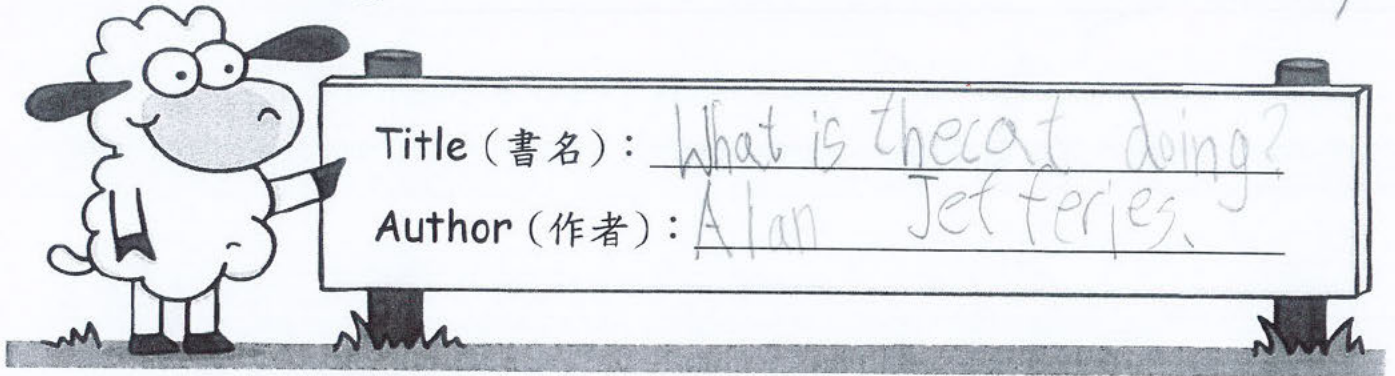 Title (書名): What is thecat doing?
Author (作者): Alan Jefferies.